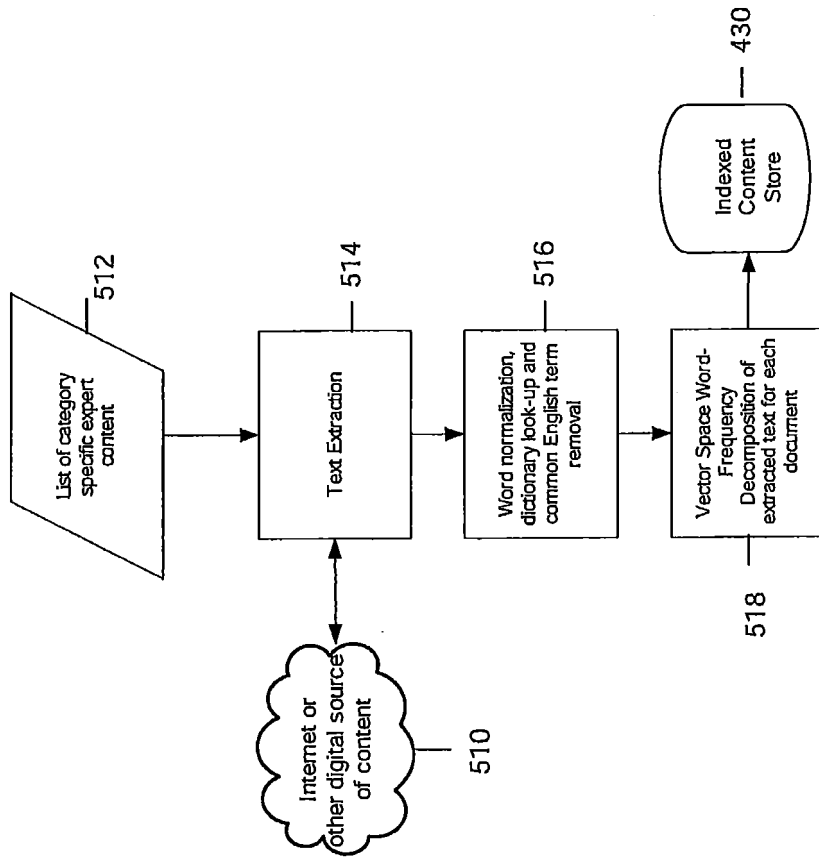 List of category
specific expert
content
512
Internet or
other digital source
of content
510
Text Extraction
514
Word normalization,
dictionary look-up and
common English term
removal
516
Vector Space Word-
Frequency
Decomposition of
extracted text for each
document
518
Indexed
Content
Store
430